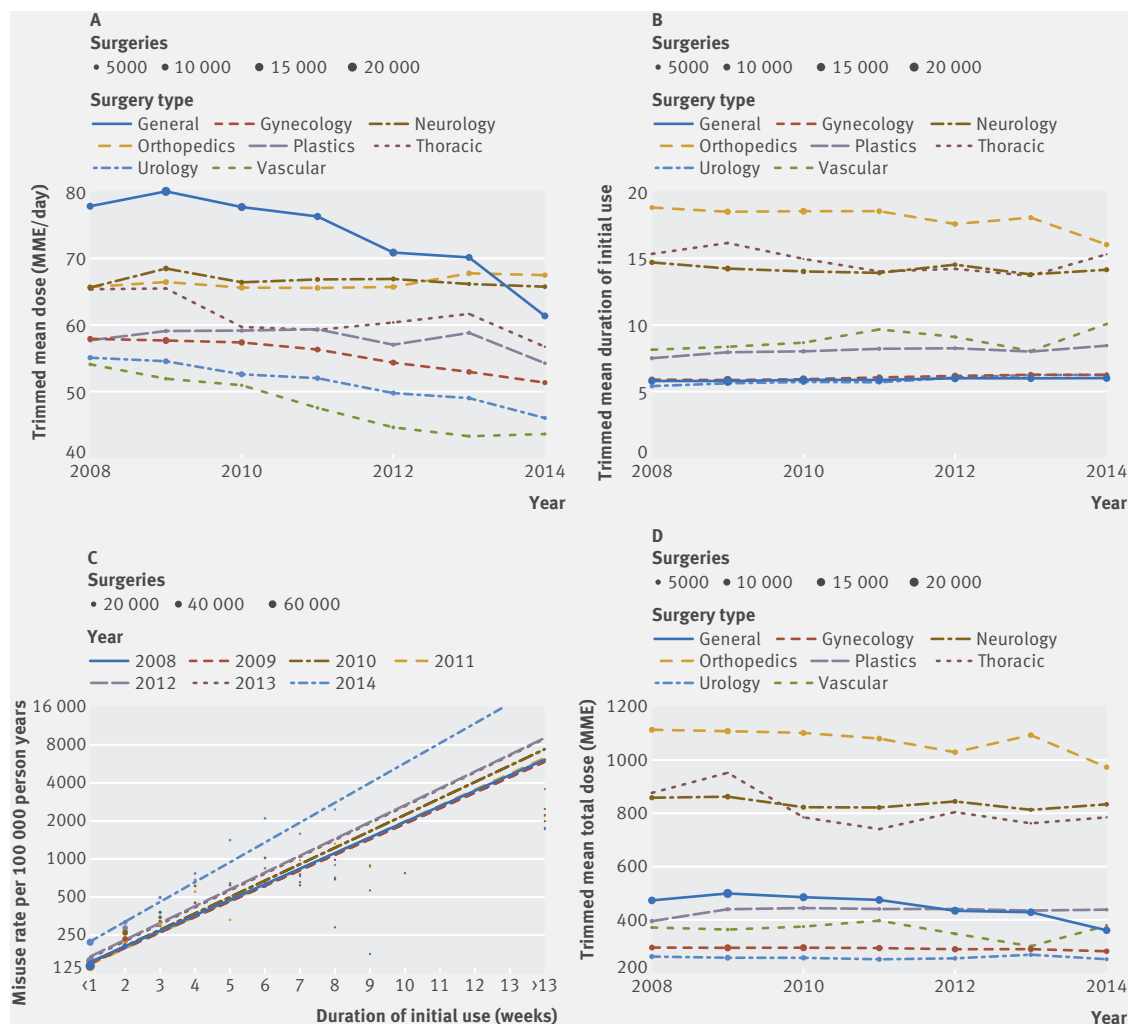 A
Surgeries
5000 10 000 15 000 20 000
Surgery type
General Gynecology Neurology
Orthopedics Plastics Thoracic
Urology Vascular
Trimmed mean dose (MME/day)
80
70
60
50
40
2008 2010 2012 2014
Year
B
Surgeries
5000 10 000 15 000 20 000
Surgery type
General Gynecology Neurology
Orthopedics Plastics Thoracic
Urology Vascular
Trimmed mean duration of initial use
20
15
10
5
0
2008 2010 2012 2014
Year
C
Surgeries
20 000 40 000 60 000
Year
2008 2009 2010 2011
2012 2013 2014
Misuse rate per 100 000 person years
16 000
8000
4000
2000
1000
500
250
125
<1 2 3 4 5 6 7 8 9 10 11 12 13 >13
Duration of initial use (weeks)
D
Surgeries
5000 10 000 15 000 20 000
Surgery type
General Gynecology Neurology
Orthopedics Plastics Thoracic
Urology Vascular
Trimmed mean total dose (MME)
1200
1000
800
600
400
200
2008 2010 2012 2014
Year